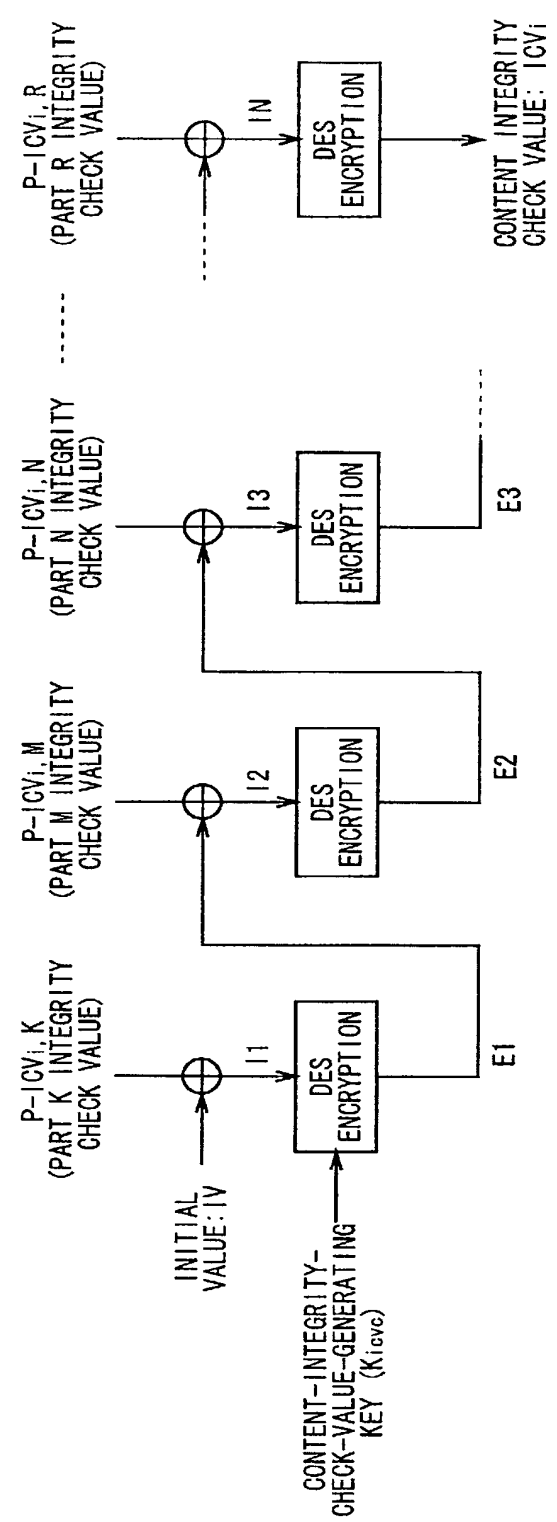 P-ICVi,K
(PART K INTEGRITY
CHECK VALUE)
P-ICVi,M
(PART M INTEGRITY
CHECK VALUE)
P-ICVi,N
(PART N INTEGRITY
CHECK VALUE)
P-ICVi,R
(PART R INTEGRITY
CHECK VALUE)
INITIAL
VALUE:IV
I1
I2
I3
IN
DES
ENCRYPTION
DES
ENCRYPTION
DES
ENCRYPTION
DES
ENCRYPTION
CONTENT-INTEGRITY-
CHECK-VALUE-GENERATING
KEY (Kicvc)
E1
E2
E3
CONTENT INTEGRITY
CHECK VALUE: ICVi